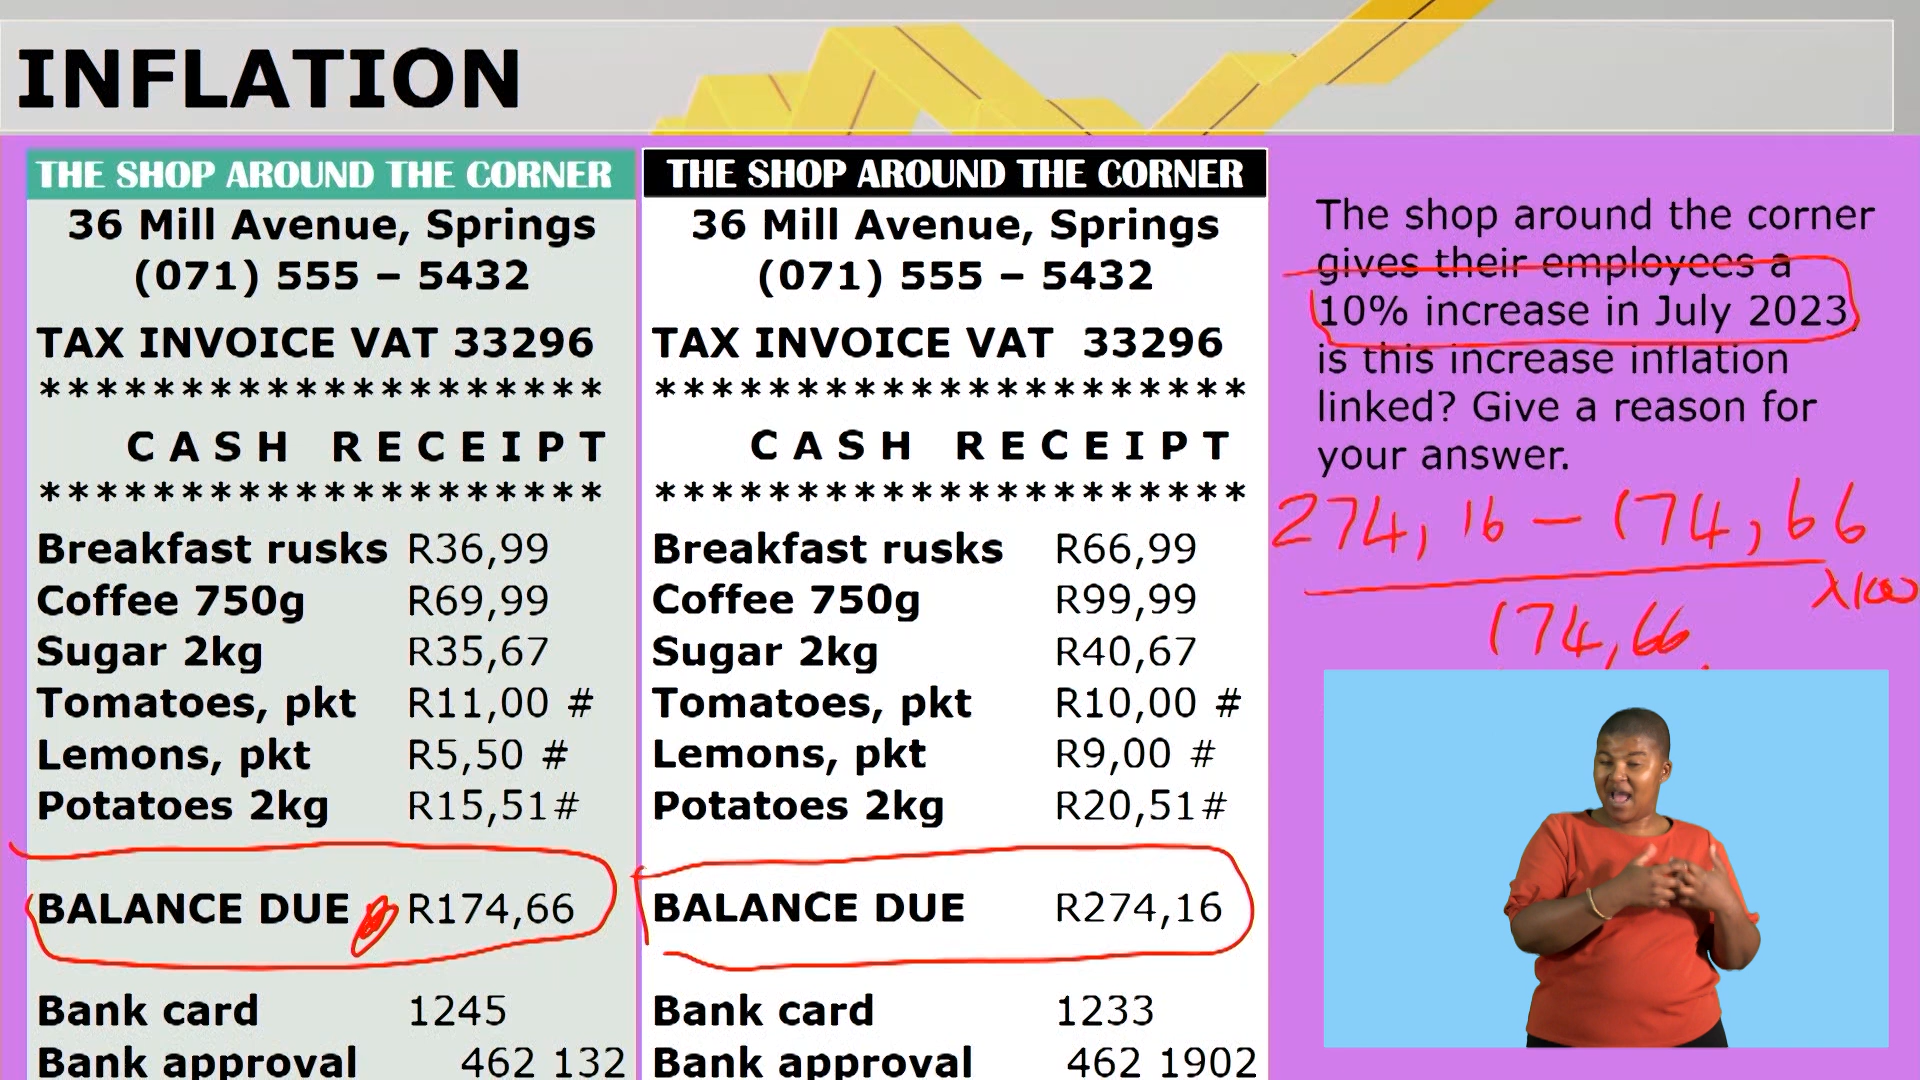 INFLATION
THE SHOP AROUND THE CORNER
36 Mill Avenue, Springs
(071) 555 – 5432
TAX INVOICE VAT 33296
********************
CASH RECEIPT
********************
Breakfast rusks R36,99
Coffee 750g R69,99
Sugar 2kg R35,67
Tomatoes, pkt R11,00 #
Lemons, pkt R5,50 #
Potatoes 2kg R15,51#
BALANCE DUE R174,66
Bank card 1245
Bank approval 462 132
THE SHOP AROUND THE CORNER
36 Mill Avenue, Springs
(071) 555 – 5432
TAX INVOICE VAT 33296
*********************
CASH RECEIPT
*********************
Breakfast rusks R66,99
Coffee 750g R99,99
Sugar 2kg R40,67
Tomatoes, pkt R10,00 #
Lemons, pkt R9,00 #
Potatoes 2kg R20,51#
BALANCE DUE R274,16
Bank card 1233
Bank approval 462 1902
The shop around the corner
gives their employees a
10% increase in July 2023,
is this increase inflation
linked? Give a reason for
your answer.
274,16 – 174,66
x100
174,66